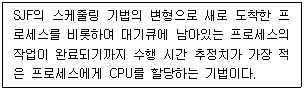 SJF의 스케줄링 기법의 변형으로 새로 도착한 프
로세스를 비롯하여 대기큐에 남아있는 프로세스의
작업이 완료되기까지 수행 시간 추정치가 가장 적
은 프로세스에게 CPU를 할당하는 기법이다.